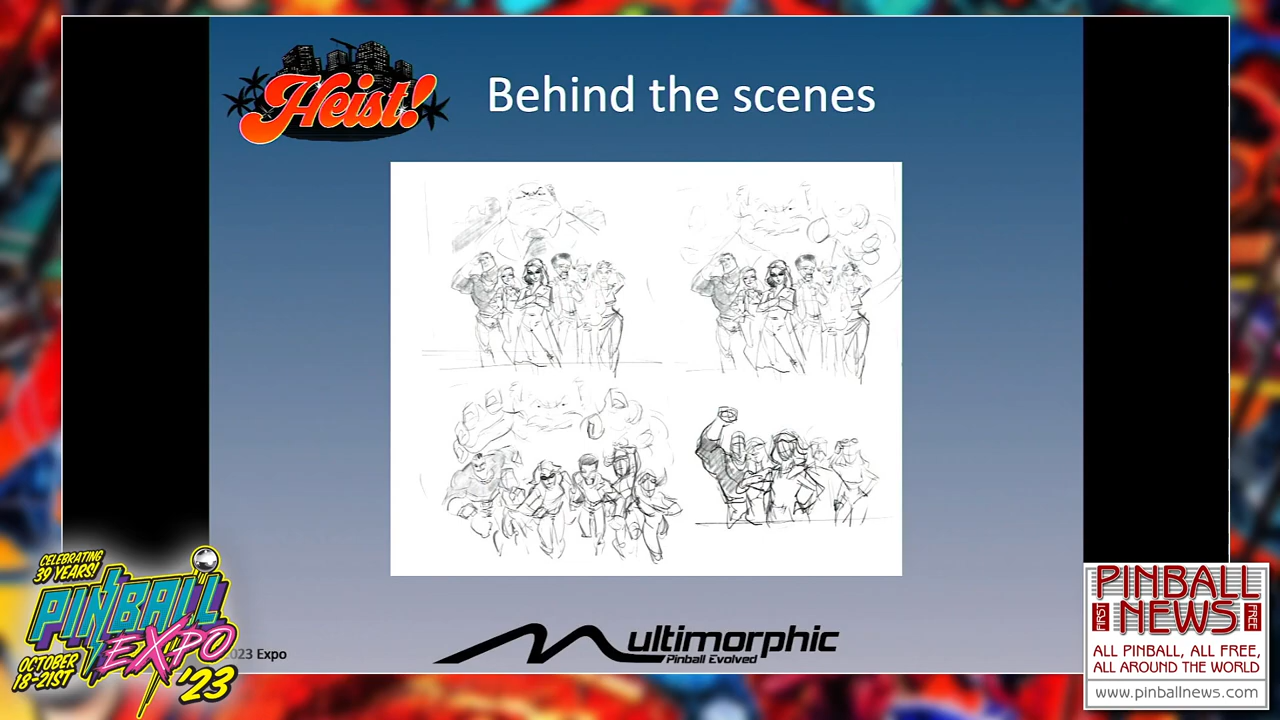 Heist!
Behind the scenes
CELEBRATING
39 YEARS!
PINBALL
EXPO
OCTOBER
18-21ST
'23
023 Expo
Multimorphic
Pinball Evolved
PINBALL
FIRST
NEWS
FREE
ALL PINBALL, ALL FREE,
ALL AROUND THE WORLD
www.pinballnews.com